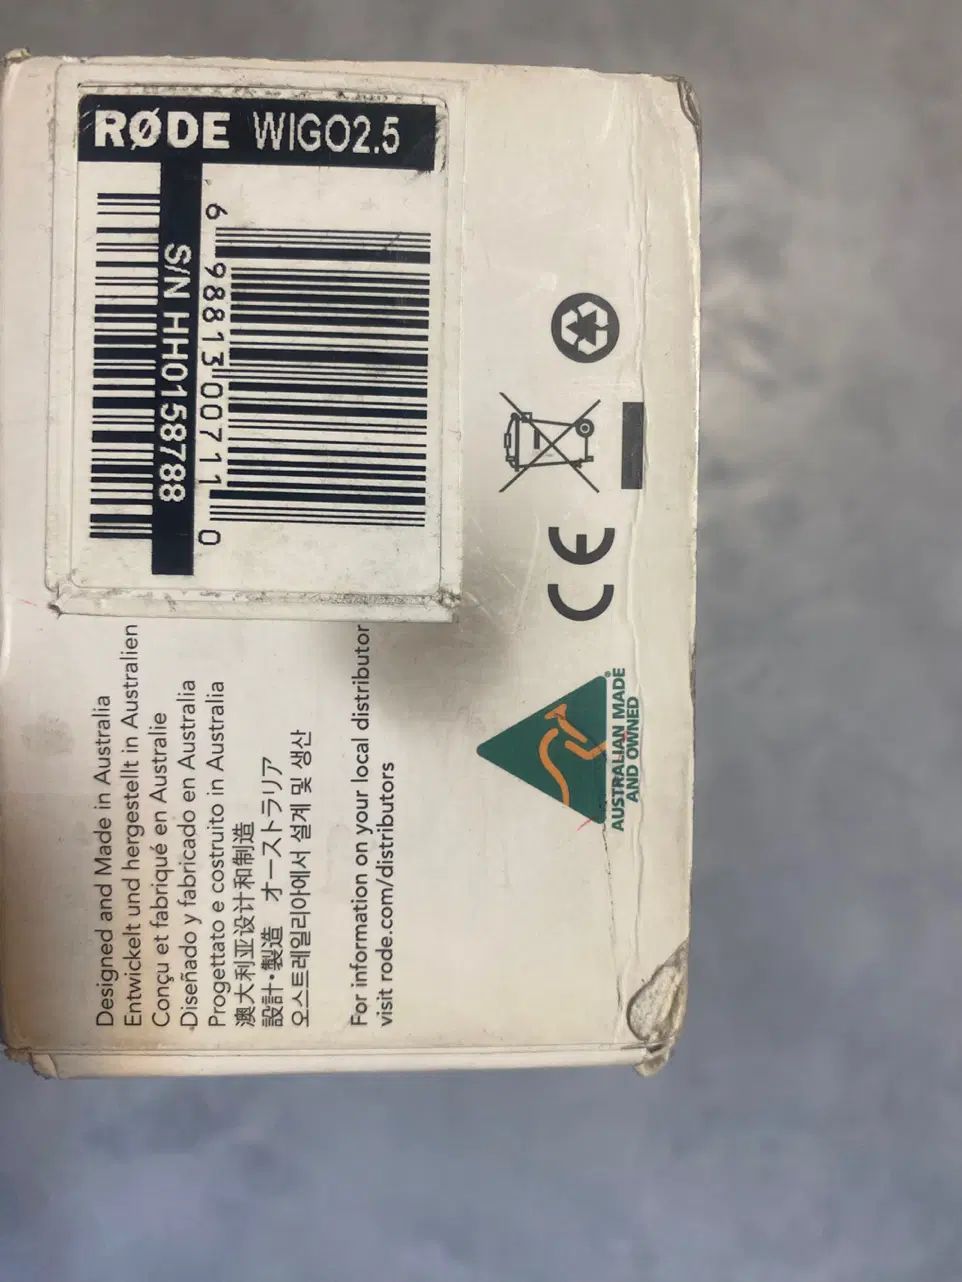 RØDE WIGO2.5
S/N HH0158788
6 98813 00711 0
Designed and Made in Australia
Entwickelt und hergestellt in Australien
Conçu et fabriqué en Australie
Diseñado y fabricado en Australia
Progettato e costruito in Australia
澳大利亚设计和制造
設計・製造 オーストラリア
오스트레일리아에서 설계 및 생산
For information on your local distributor
visit rode.com/distributors
CE
AUSTRALIAN MADE
AND OWNED